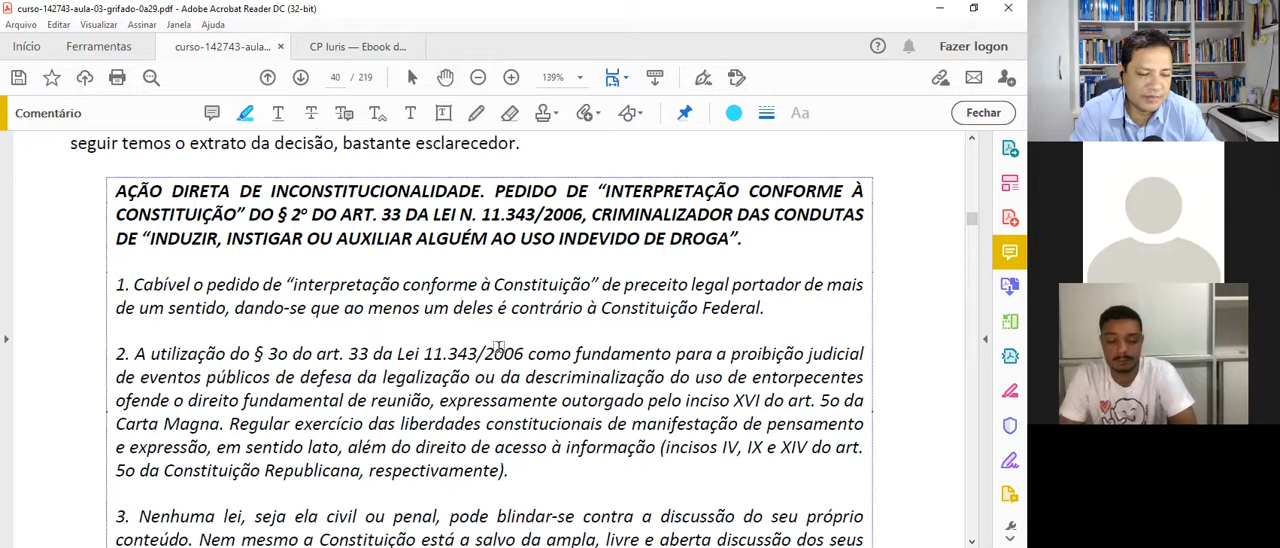 curso-142743-aula-03-grifado-0a29.pdf - Adobe Acrobat Reader DC (32-bit)
Arquivo Editar Visualizar Assinar Janela Ajuda
Início Ferramentas curso-142743-aula... × CP Iuris — Ebook d... Fazer logon
40 / 219 139%
Comentário Aa Fechar
seguir temos o extrato da decisão, bastante esclarecedor.
AÇÃO DIRETA DE INCONSTITUCIONALIDADE. PEDIDO DE “INTERPRETAÇÃO CONFORME À
CONSTITUIÇÃO” DO § 2º DO ART. 33 DA LEI N. 11.343/2006, CRIMINALIZADOR DAS CONDUTAS
DE “INDUZIR, INSTIGAR OU AUXILIAR ALGUÉM AO USO INDEVIDO DE DROGA”.
1. Cabível o pedido de “interpretação conforme à Constituição” de preceito legal portador de mais
de um sentido, dando-se que ao menos um deles é contrário à Constituição Federal.
2. A utilização do § 3o do art. 33 da Lei 11.343/2006 como fundamento para a proibição judicial
de eventos públicos de defesa da legalização ou da descriminalização do uso de entorpecentes
ofende o direito fundamental de reunião, expressamente outorgado pelo inciso XVI do art. 5o da
Carta Magna. Regular exercício das liberdades constitucionais de manifestação de pensamento
e expressão, em sentido lato, além do direito de acesso à informação (incisos IV, IX e XIV do art.
5o da Constituição Republicana, respectivamente).
3. Nenhuma lei, seja ela civil ou penal, pode blindar-se contra a discussão do seu próprio
conteúdo. Nem mesmo a Constituição está a salvo da ampla, livre e aberta discussão dos seus